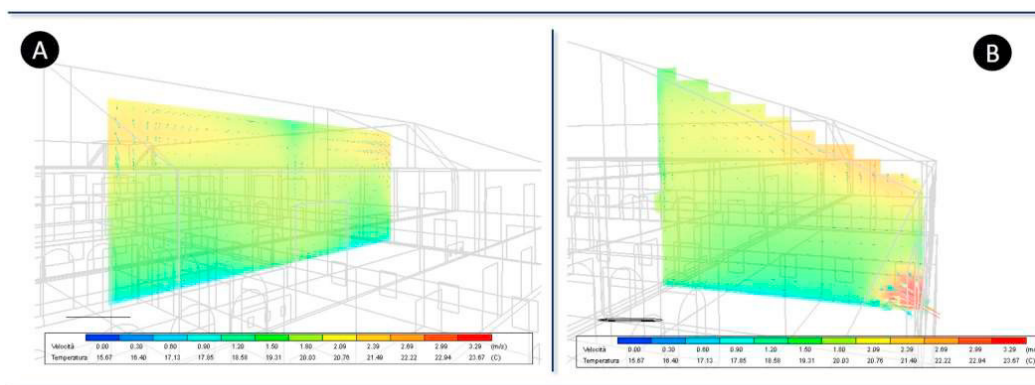 A
B
Velocità 0.00 0.30 0.60 0.90 1.20 1.50 1.80 2.09 2.39 2.69 2.99 3.29 (m/s)
Temperatura 15.67 16.40 17.13 17.85 18.58 19.31 20.03 20.76 21.49 22.22 22.94 23.67 (C)
Velocità 0.00 0.30 0.60 0.90 1.20 1.50 1.80 2.09 2.39 2.69 2.99 3.29 (m/s)
Temperatura 15.67 16.40 17.13 17.85 18.58 19.31 20.03 20.76 21.49 22.22 22.94 23.67 (C)